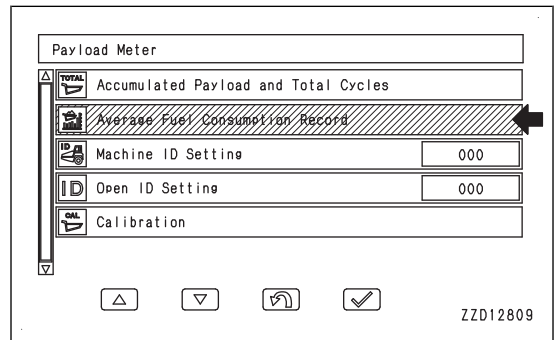 Payload Meter
TOTAL
Accumulated Payload and Total Cycles
Average Fuel Consumption Record
ID
Machine ID Setting 000
ID Open ID Setting 000
CAL
Calibration
ZZD12809